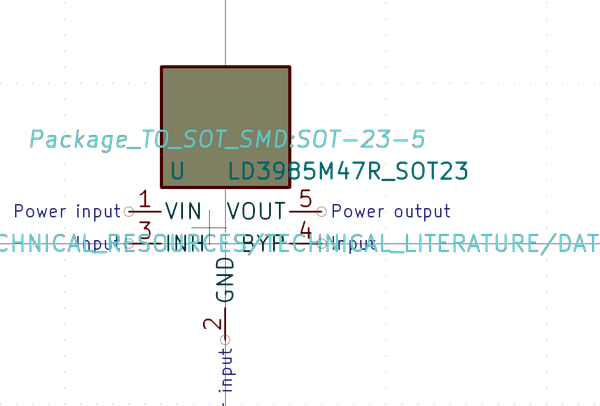 Package_TO_SOT_SMD:SOT-23-5
U LD3985M47R_SOT23
Power input 1 VIN VOUT 5 Power output
Input 3 INH BYP 4 Input
CHNICAL_RESOURCES/TECHNICAL_LITERATURE/DATA
GND
2
input